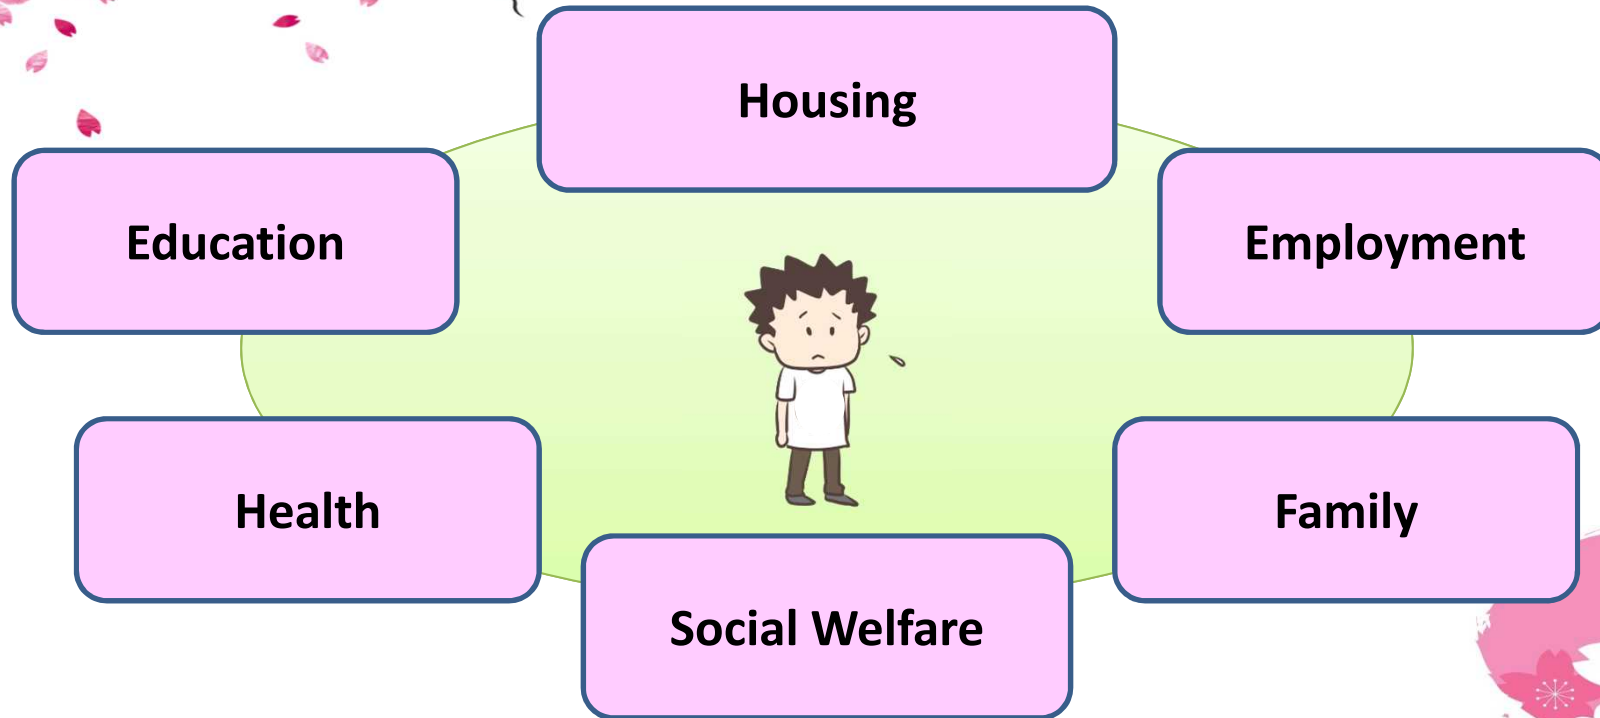 Housing
Education
Employment
Health
Family
Social Welfare